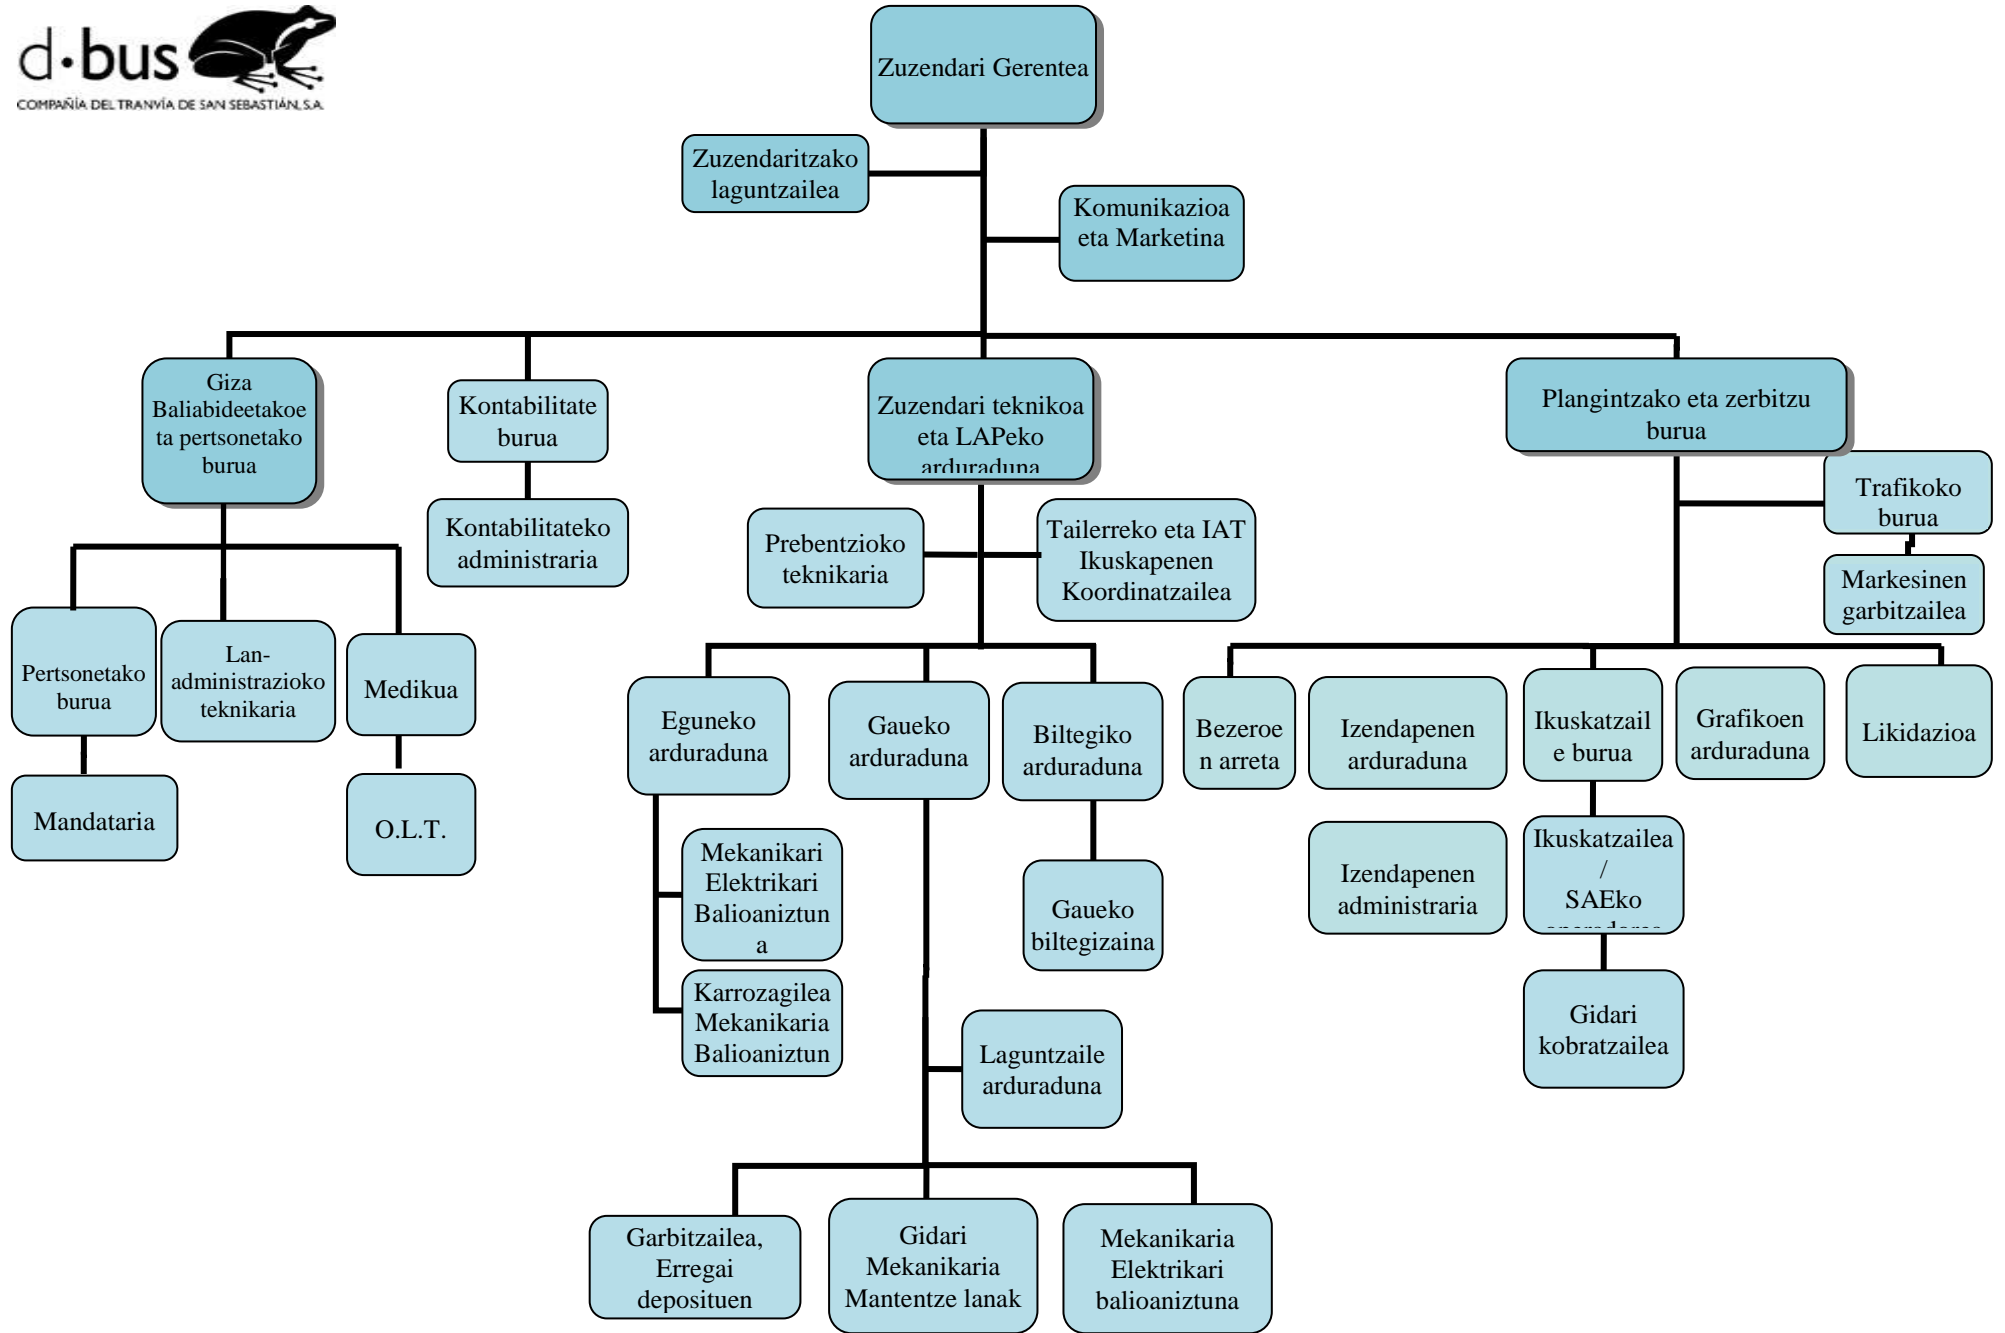 d·bus
COMPAÑÍA DEL TRANVÍA DE SAN SEBASTIÁN, S.A.
Zuzendari Gerentea
Zuzendaritzako
laguntzailea
Komunikazioa
eta Marketina
Giza
Baliabideetakoe
ta pertsonetako
burua
Kontabilitate
burua
Zuzendari teknikoa
eta LAPeko
arduraduna
Plangintzako eta zerbitzu
burua
Trafikoko
burua
Kontabilitateko
administraria
Prebentzioko
teknikaria
Tailerreko eta IAT
Ikuskapenen
Koordinatzailea
Markesinen
garbitzailea
Pertsonetako
burua
Lan-
administrazioko
teknikaria
Medikua
Eguneko
arduraduna
Gaueko
arduraduna
Biltegiko
arduraduna
Bezeroe
n arreta
Izendapenen
arduraduna
Ikuskatzail
e burua
Grafikoen
arduraduna
Likidazioa
Mandataria
O.L.T.
Mekanikari
Elektrikari
Balioaniztun
a
Gaueko
biltegizaina
Izendapenen
administraria
Ikuskatzailea
/
SAEko
Karrozagilea
Mekanikaria
Balioaniztun
Laguntzaile
arduraduna
Gidari
kobratzailea
Garbitzailea,
Erregai
deposituen
Gidari
Mekanikaria
Mantentze lanak
Mekanikaria
Elektrikari
balioaniztuna